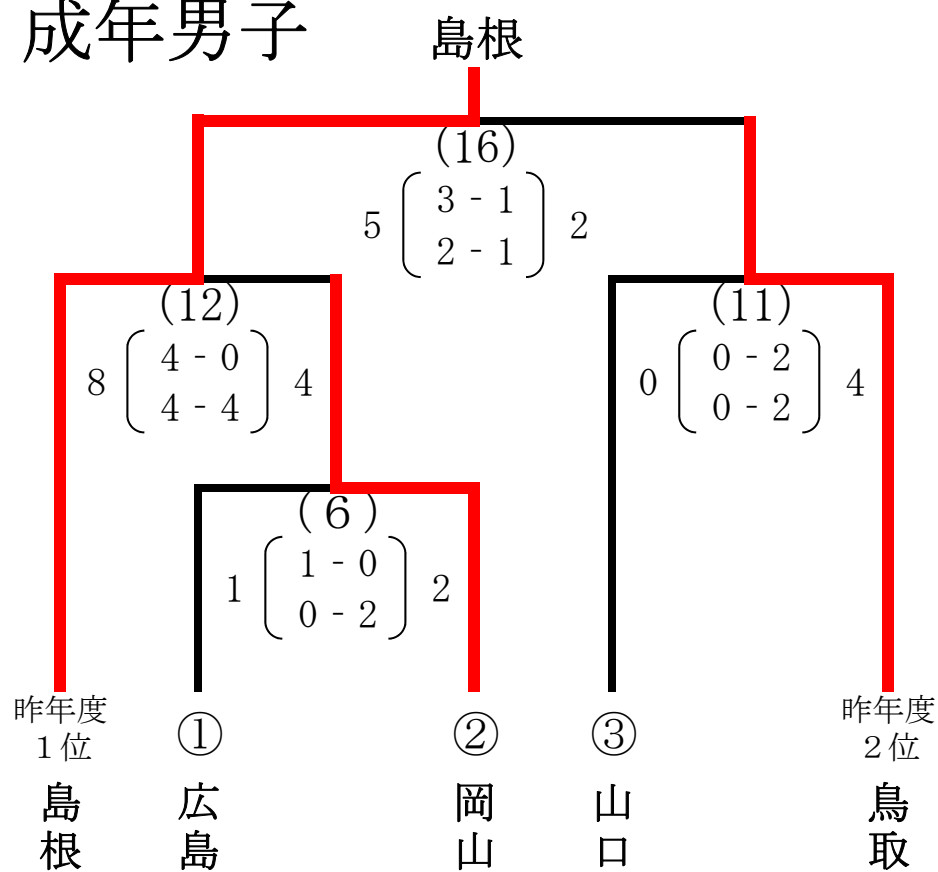 成年男子
島根
(16)
5 3 - 1 2
2 - 1
(12)
8 4 - 0 4
4 - 4
(11)
0 0 - 2 4
0 - 2
(6)
1 1 - 0 2
0 - 2
昨年度
1位
島根
①
広島
②
岡山
③
山口
昨年度
2位
鳥取